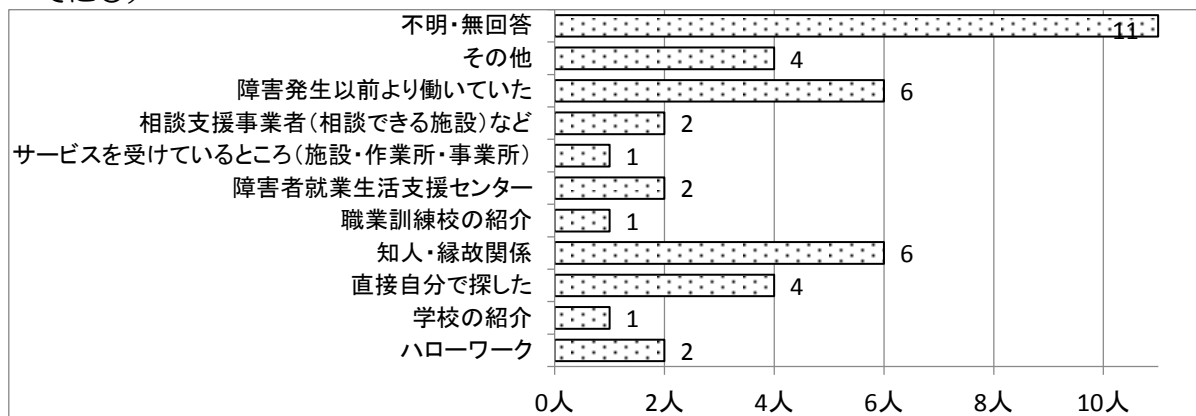 不明・無回答 11
その他 4
障害発生以前より働いていた 6
相談支援事業者(相談できる施設)など 2
サービスを受けているところ(施設・作業所・事業所) 1
障害者就業生活支援センター 2
職業訓練校の紹介 1
知人・縁故関係 6
直接自分で探した 4
学校の紹介 1
ハローワーク 2
0人 2人 4人 6人 8人 10人